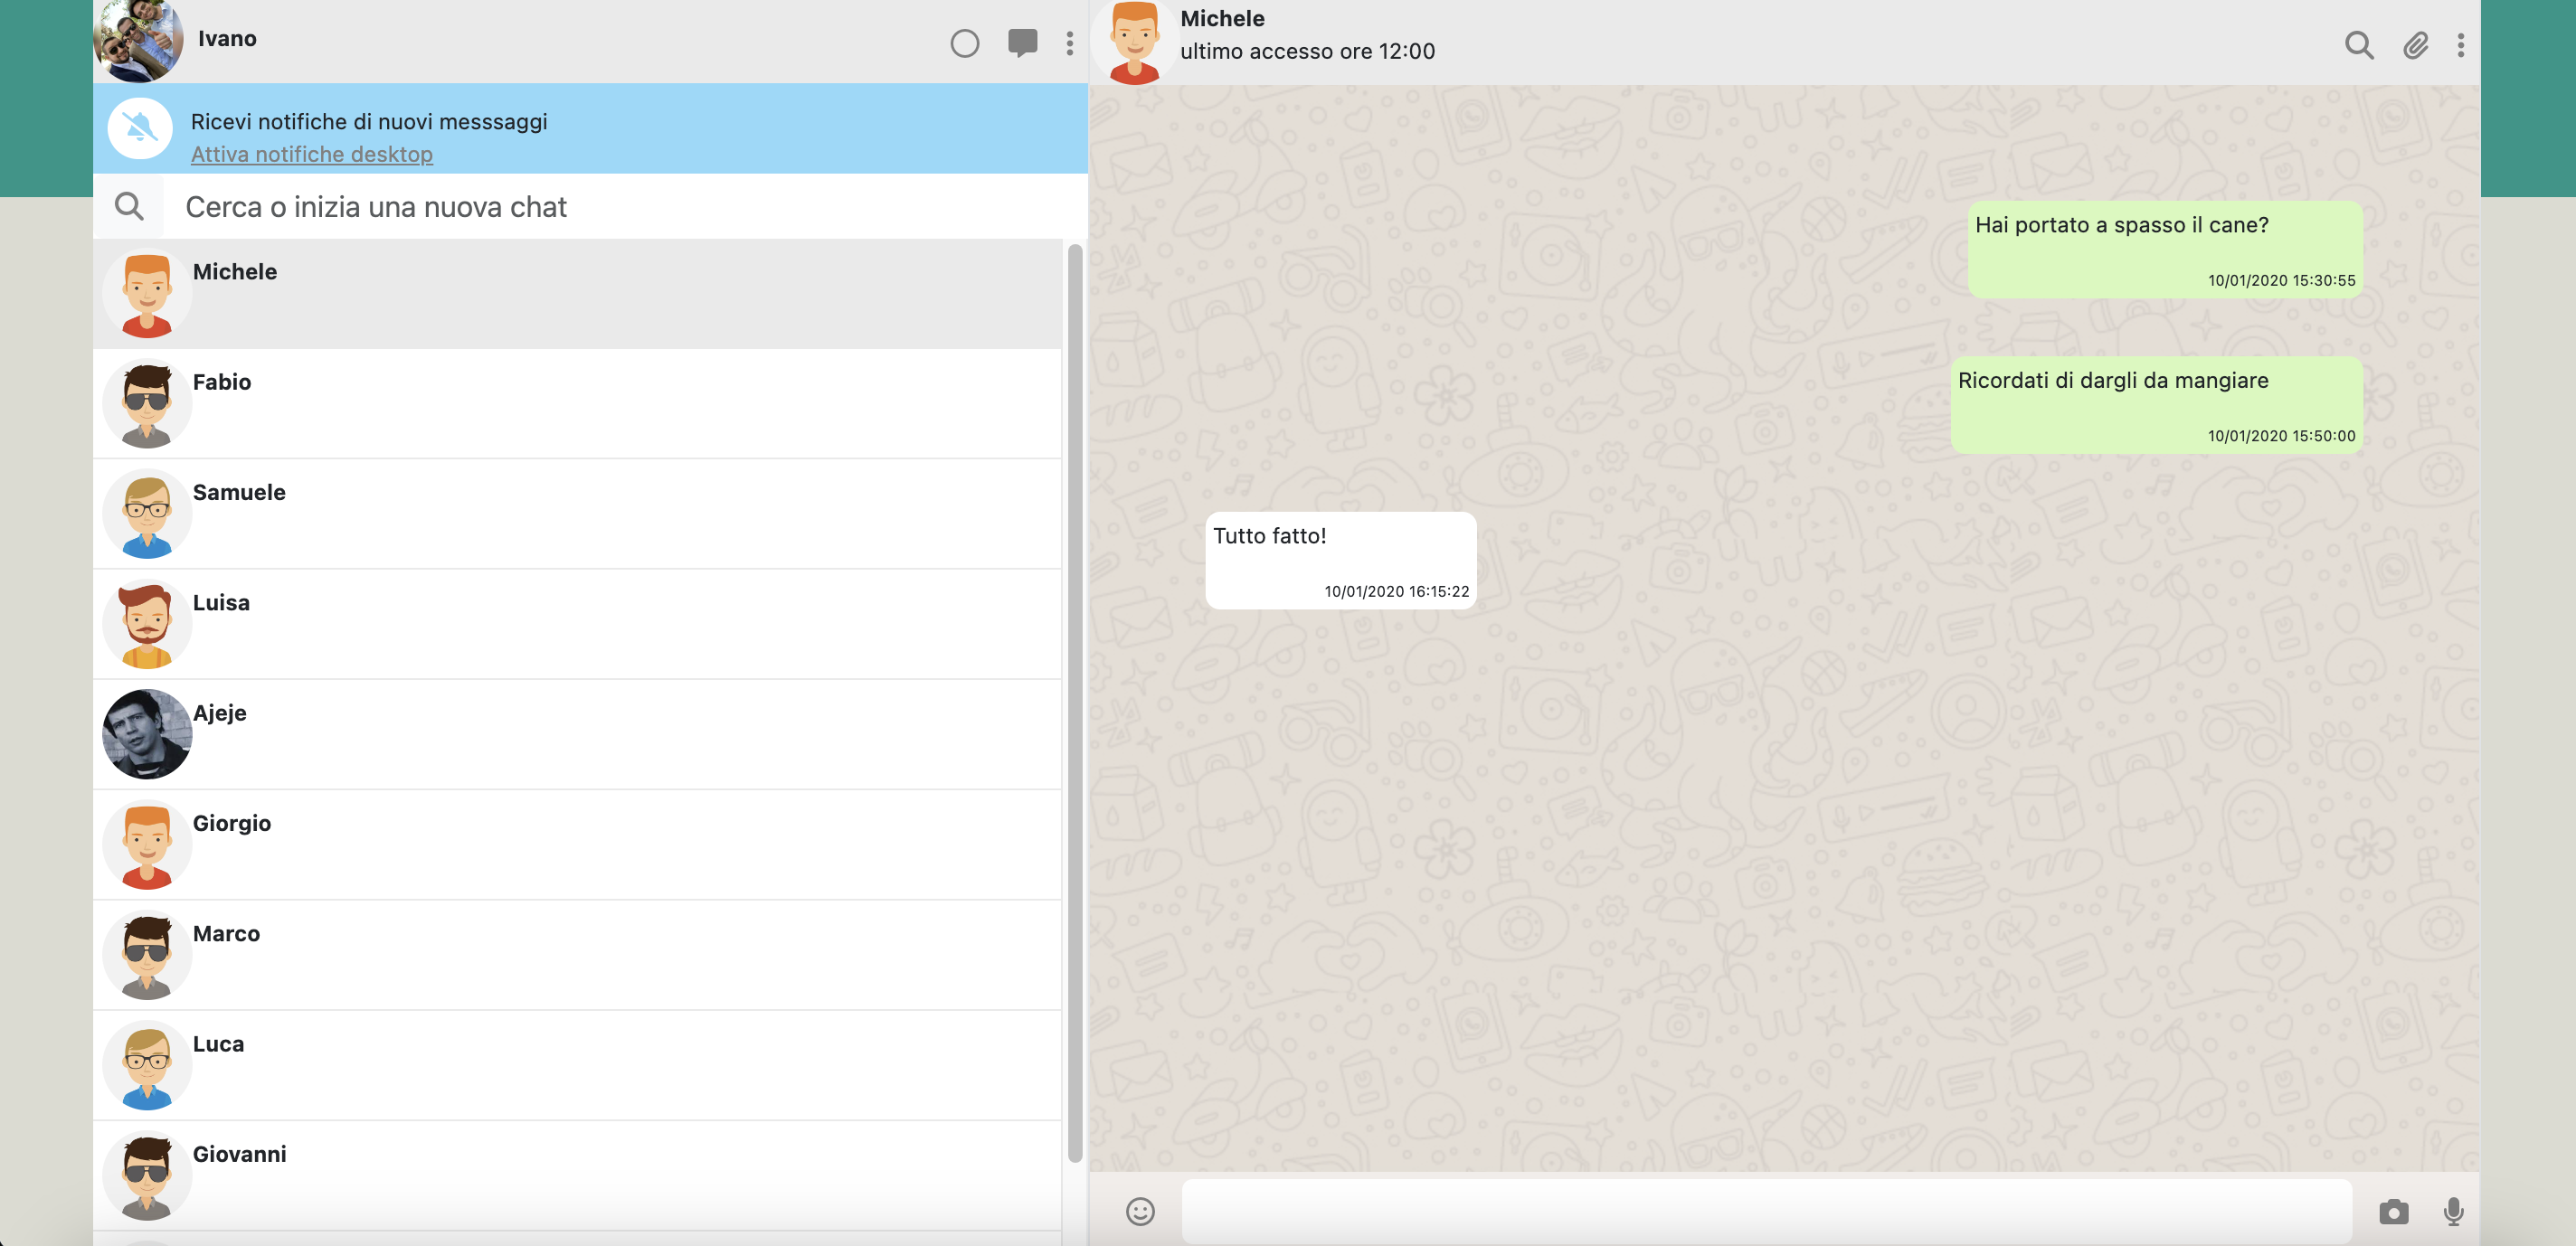 Ivano
Ricevi notifiche di nuovi messsaggi
Attiva notifiche desktop
Cerca o inizia una nuova chat
Michele
Fabio
Samuele
Luisa
Ajeje
Giorgio
Marco
Luca
Giovanni
Michele
ultimo accesso ore 12:00
Hai portato a spasso il cane?
10/01/2020 15:30:55
Ricordati di dargli da mangiare
10/01/2020 15:50:00
Tutto fatto!
10/01/2020 16:15:22